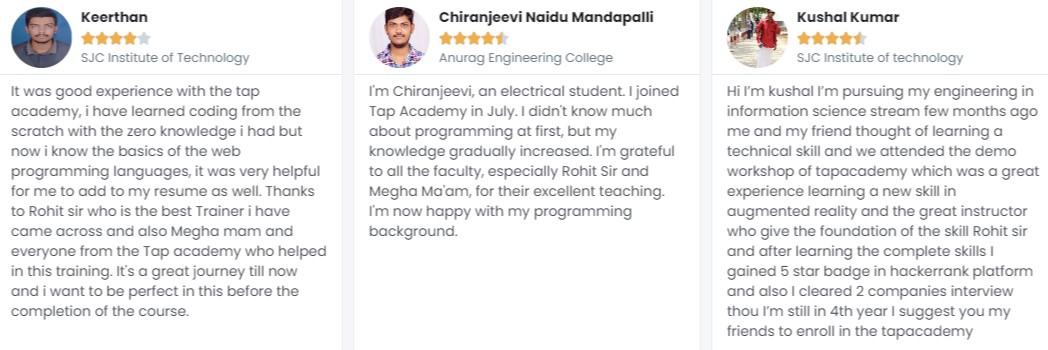 Keerthan
SJC Institute of Technology
It was good experience with the tap
academy, i have learned coding from the
scratch with the zero knowledge i had but
now i know the basics of the web
programming languages, it was very helpful
for me to add to my resume as well. Thanks
to Rohit sir who is the best Trainer i have
came across and also Megha mam and
everyone from the Tap academy who helped
in this training. It's a great journey till now
and i want to be perfect in this before the
completion of the course.
Chiranjeevi Naidu Mandapalli
Anurag Engineering College
I'm Chiranjeevi, an electrical student. I joined
Tap Academy in July. I didn't know much
about programming at first, but my
knowledge gradually increased. I'm grateful
to all the faculty, especially Rohit Sir and
Megha Ma'am, for their excellent teaching.
I'm now happy with my programming
background.
Kushal Kumar
SJC Institute of technology
Hi I'm kushal I'm pursuing my engineering in
information science stream few months ago
me and my friend thought of learning a
technical skill and we attended the demo
workshop of tapacademy which was a great
experience learning a new skill in
augmented reality and the great instructor
who give the foundation of the skill Rohit sir
and after learning the complete skills I
gained 5 star badge in hackerrank platform
and also I cleared 2 companies interview
thou I'm still in 4th year I suggest you my
friends to enroll in the tapacademy